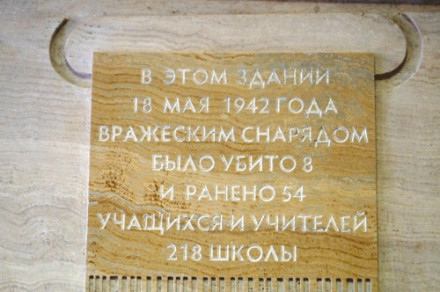 В ЭТОМ ЗДАНИИ
18 МАЯ 1942 ГОДА
ВРАЖЕСКИМ СНАРЯДОМ
БЫЛО УБИТО 8
И РАНЕНО 54
УЧАЩИХСЯ И УЧИТЕЛЕЙ
218 ШКОЛЫ